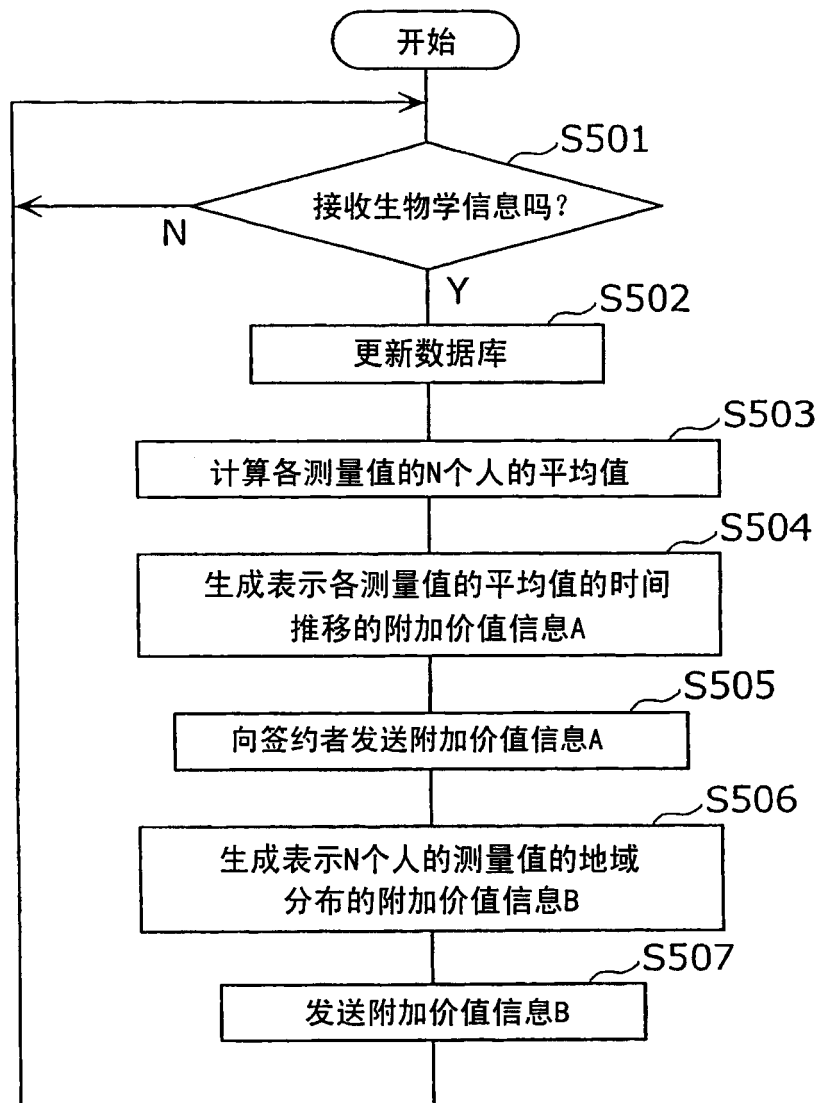 开始
S501
接收生物学信息吗?
N
Y
S502
更新数据库
S503
计算各测量值的N个人的平均值
S504
生成表示各测量值的平均值的时间
推移的附加价值信息A
S505
向签约者发送附加价值信息A
S506
生成表示N个人的测量值的地域
分布的附加价值信息B
S507
发送附加价值信息B